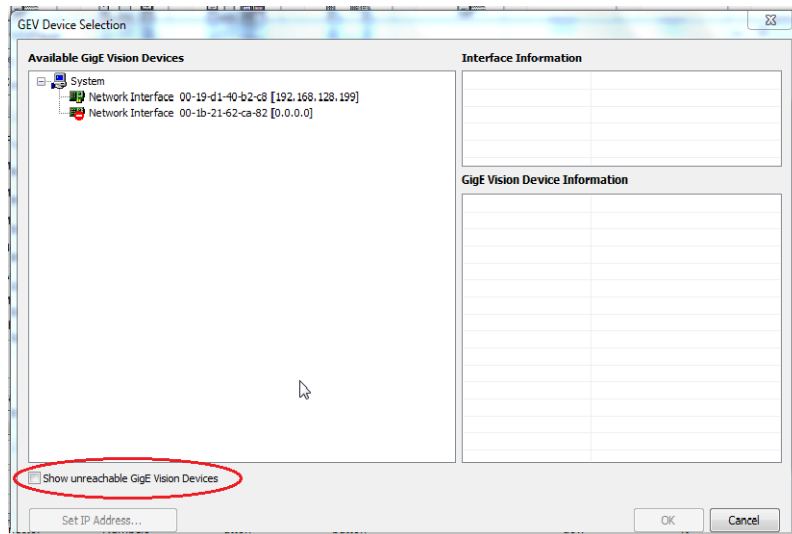 GEV Device Selection
Available GigE Vision Devices
Interface Information
System
Network Interface 00-19-d1-40-b2-c8 [192.168.128.199]
Network Interface 00-1b-21-62-ca-82 [0.0.0.0]
GigE Vision Device Information
Show unreachable GigE Vision Devices
Set IP Address...
OK
Cancel